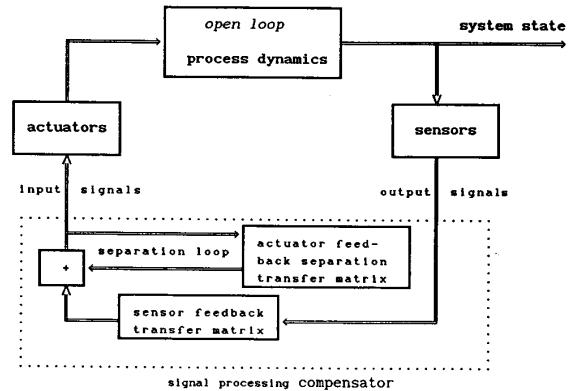 open loop
process dynamics
system state
actuators
sensors
input signals
output signals
separation loop
actuator feed-
back separation
transfer matrix
+
sensor feedback
transfer matrix
signal processing compensator